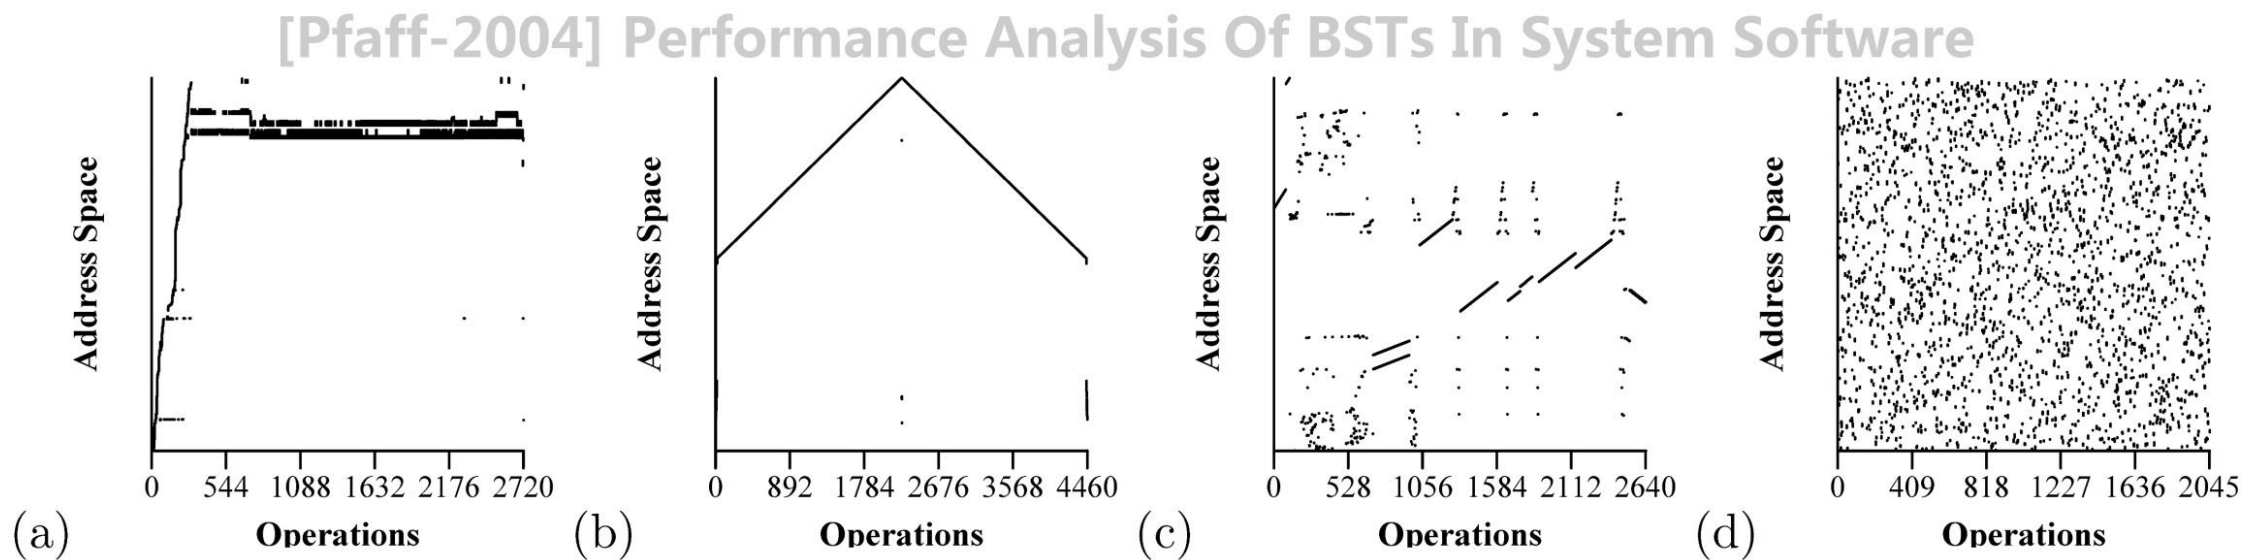 [Pfaff-2004] Performance Analysis Of BSTs In System Software
Address Space
0 544 1088 1632 2176 2720
(a) Operations
Address Space
0 892 1784 2676 3568 4460
(b) Operations
Address Space
0 528 1056 1584 2112 2640
(c) Operations
Address Space
0 409 818 1227 1636 2045
(d) Operations